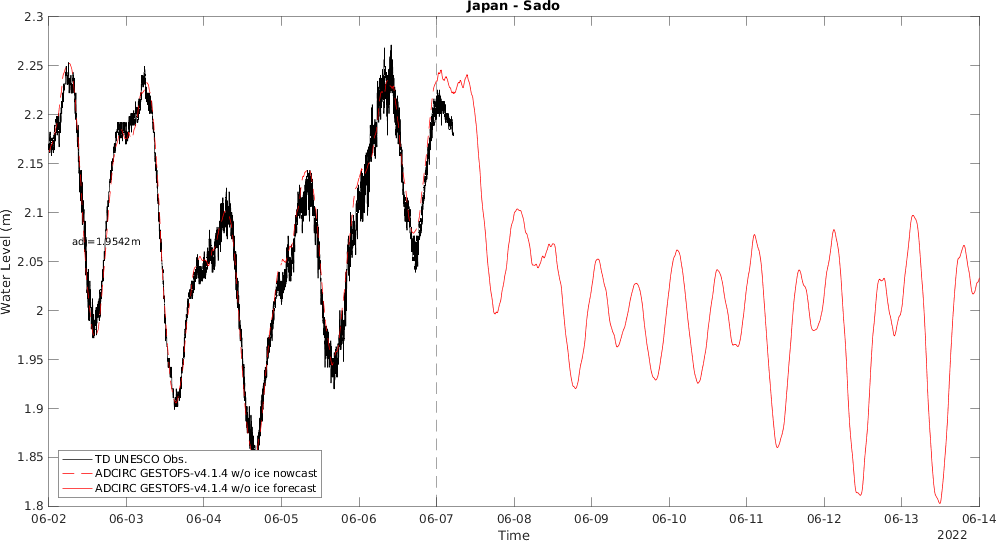 Japan - Sado
2.3
2.25
2.2
2.15
2.1
2.05
2
1.95
1.9
1.85
1.8
Water Level (m)
adj=1.9542m
TD UNESCO Obs.
ADCIRC GESTOFS-v4.1.4 w/o ice nowcast
ADCIRC GESTOFS-v4.1.4 w/o ice forecast
06-02 06-03 06-04 06-05 06-06 06-07 06-08 06-09 06-10 06-11 06-12 06-13 06-14
Time
2022